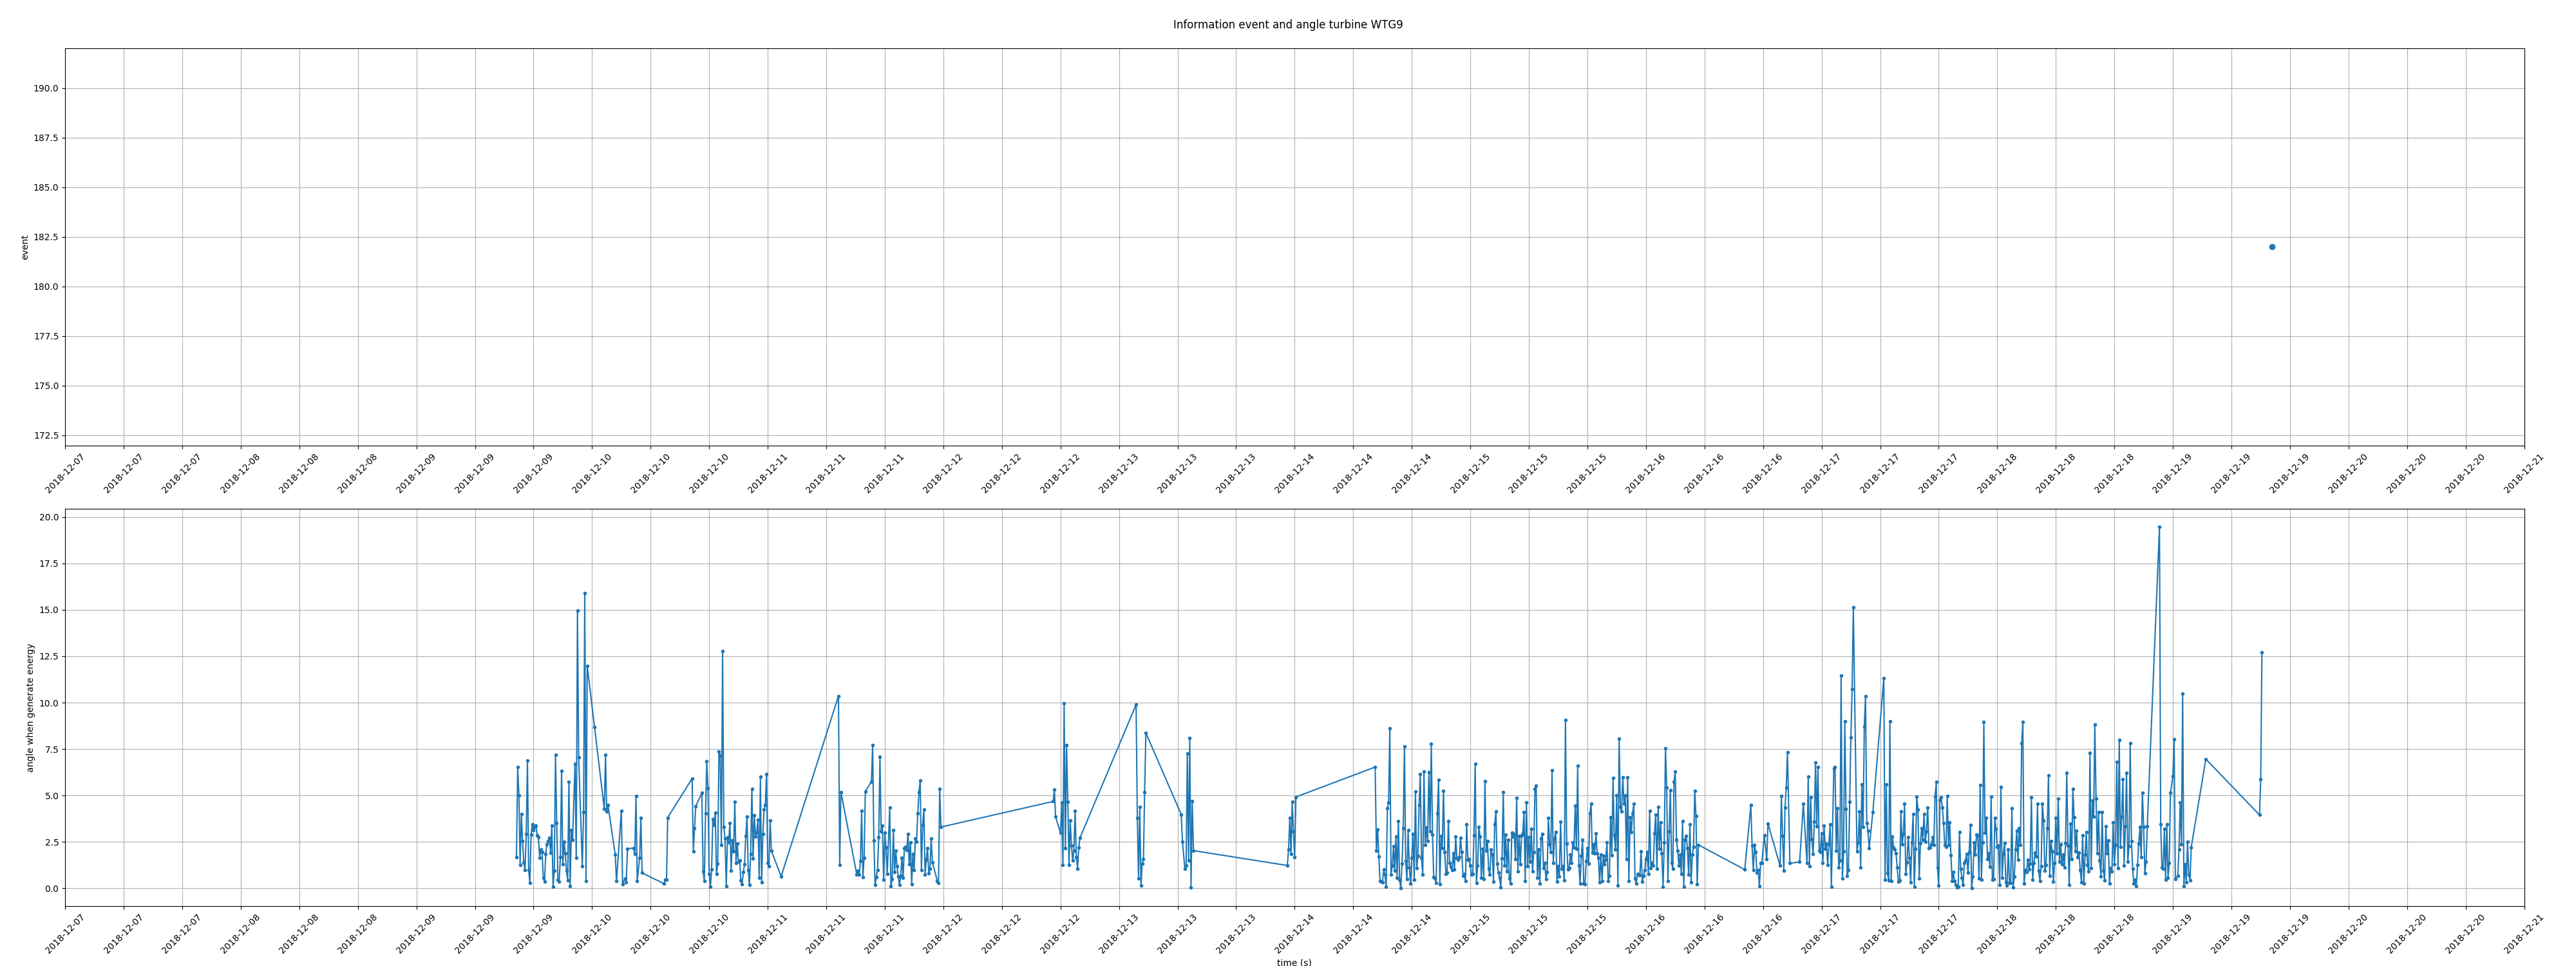 Information event and angle turbine WTG9
190.0
187.5
185.0
182.5
180.0
177.5
175.0
172.5
event
2018-12-07 2018-12-07 2018-12-07 2018-12-08 2018-12-08 2018-12-08 2018-12-09 2018-12-09 2018-12-09 2018-12-10 2018-12-10 2018-12-10 2018-12-11 2018-12-11 2018-12-11 2018-12-12 2018-12-12 2018-12-12 2018-12-13 2018-12-13 2018-12-13 2018-12-14 2018-12-14 2018-12-14 2018-12-15 2018-12-15 2018-12-15 2018-12-16 2018-12-16 2018-12-16 2018-12-17 2018-12-17 2018-12-17 2018-12-18 2018-12-18 2018-12-18 2018-12-19 2018-12-19 2018-12-19 2018-12-20 2018-12-20 2018-12-20 2018-12-21
20.0
17.5
15.0
12.5
10.0
7.5
5.0
2.5
0.0
angle when generate energy
2018-12-07 2018-12-07 2018-12-07 2018-12-08 2018-12-08 2018-12-08 2018-12-09 2018-12-09 2018-12-09 2018-12-10 2018-12-10 2018-12-10 2018-12-11 2018-12-11 2018-12-11 2018-12-12 2018-12-12 2018-12-12 2018-12-13 2018-12-13 2018-12-13 2018-12-14 2018-12-14 2018-12-14 2018-12-15 2018-12-15 2018-12-15 2018-12-16 2018-12-16 2018-12-16 2018-12-17 2018-12-17 2018-12-17 2018-12-18 2018-12-18 2018-12-18 2018-12-19 2018-12-19 2018-12-19 2018-12-20 2018-12-20 2018-12-20 2018-12-21
time (s)